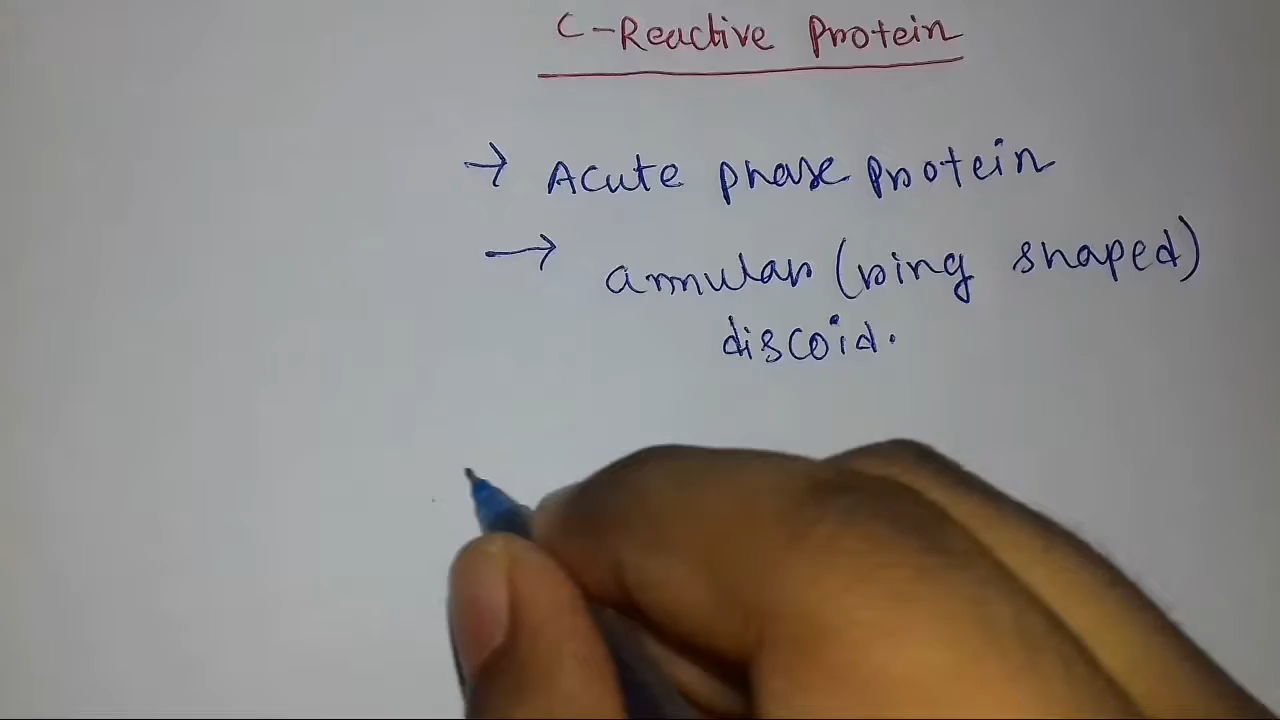 C-Reactive Protein
→ Acute phase protein
→ annular (ring shaped)
discoid.